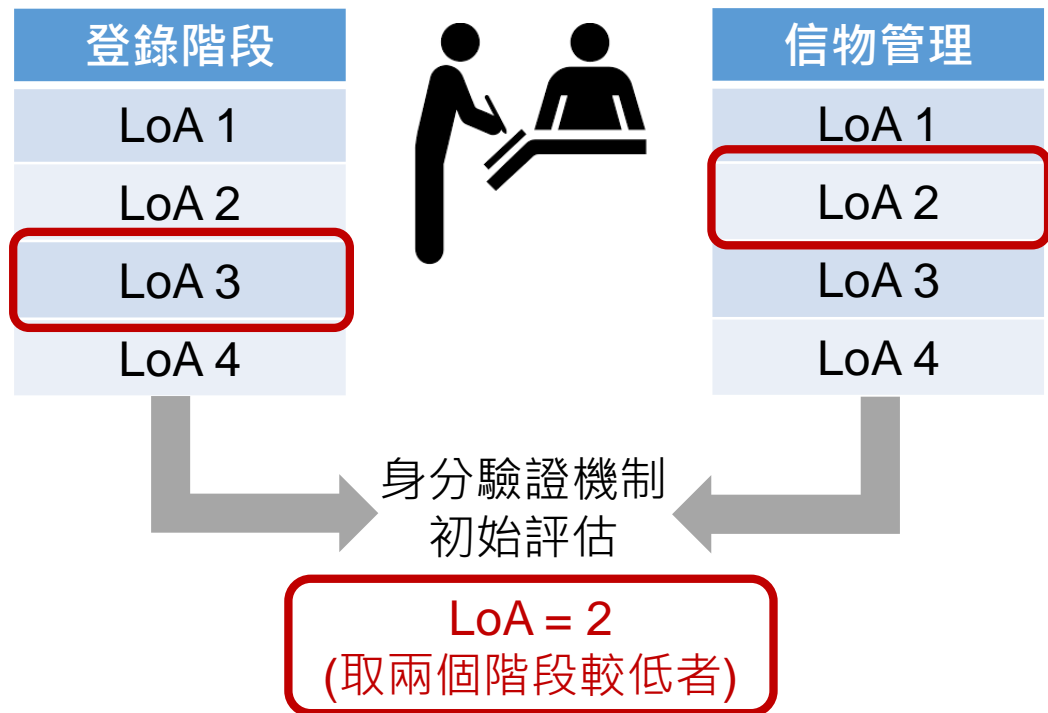 登錄階段
LoA 1
LoA 2
LoA 3
LoA 4
信物管理
LoA 1
LoA 2
LoA 3
LoA 4
身分驗證機制
初始評估
LoA = 2
(取兩個階段較低者)